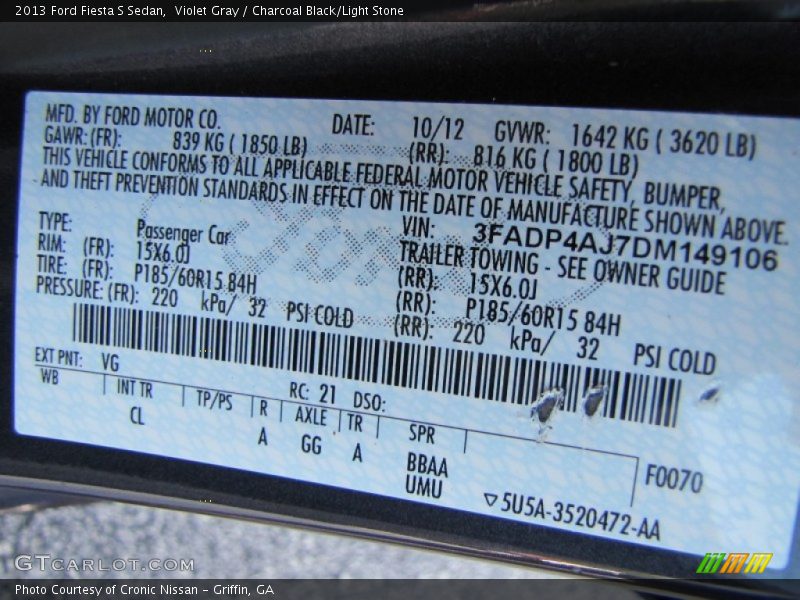 2013 Ford Fiesta S Sedan, Violet Gray / Charcoal Black/Light Stone
MFD. BY FORD MOTOR CO. DATE: 10/12 GVWR: 1642 KG ( 3620 LB)
GAWR: (FR): 839 KG ( 1850 LB) (RR): 816 KG ( 1800 LB)
THIS VEHICLE CONFORMS TO ALL APPLICABLE FEDERAL MOTOR VEHICLE SAFETY, BUMPER,
AND THEFT PREVENTION STANDARDS IN EFFECT ON THE DATE OF MANUFACTURE SHOWN ABOVE.
VIN: 3FADP4AJ7DM149106
TYPE: Passenger Car TRAILER TOWING - SEE OWNER GUIDE
RIM: (FR): 15X6.0J (RR): 15X6.0J
TIRE: (FR): P185/60R15 84H (RR): P185/60R15 84H
PRESSURE: (FR): 220 kPa/ 32 PSI COLD (RR): 220 kPa/ 32 PSI COLD
EXT PNT: VG RC: 21 DSO:
WB INT TR TP/PS R AXLE TR SPR
CL A GG A BBAA F0070
UMU
▽5U5A-3520472-AA
GTCARLOT.COM
Photo Courtesy of Cronic Nissan - Griffin, GA